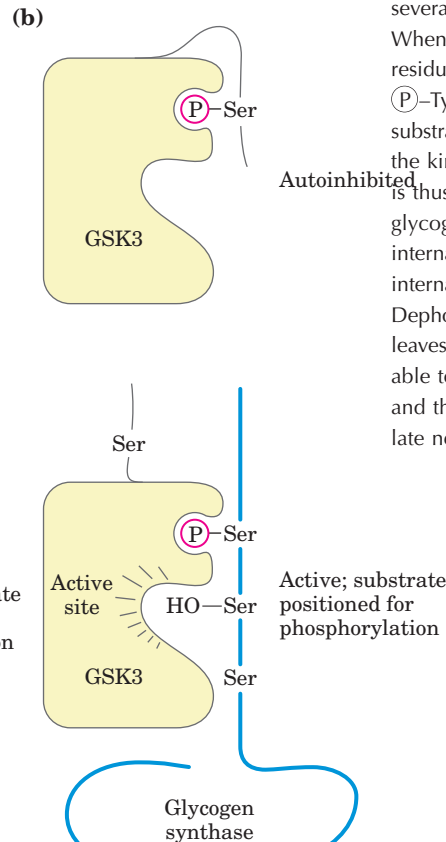 (b)
P–Ser
Autoinhibited
GSK3
severa
When
residu
P–Ty
substra
the kin
is thus
glycog
interna
interna
Depho
leaves
able to
and th
late ne
Ser
P–Ser
Active
site
HO—Ser
GSK3
Ser
Active; substrate
positioned for
phosphorylation
te
on
Glycogen
synthase